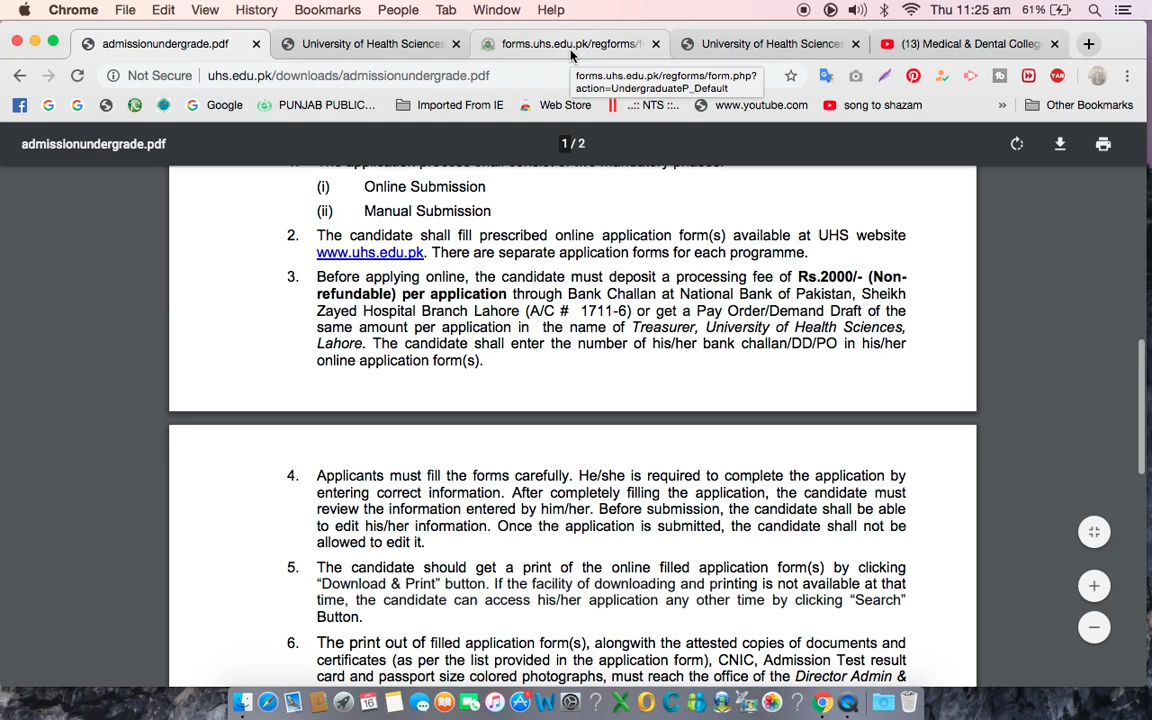 Chrome File Edit View History Bookmarks People Tab Window Help Thu 11:25 am 61%
admissionundergrade.pdf University of Health Sciences forms.uhs.edu.pk/regforms/f University of Health Sciences (13) Medical & Dental Colleg
Not Secure uhs.edu.pk/downloads/admissionundergrade.pdf
forms.uhs.edu.pk/regforms/form.php?
action=UndergraduateP_Default
Google PUNJAB PUBLIC... Imported From IE Web Store ..:: NTS ::.. www.youtube.com song to shazam » Other Bookmarks
admissionundergrade.pdf 1 / 2
The application process shall consist of two mandatory phases:
(i) Online Submission
(ii) Manual Submission
2. The candidate shall fill prescribed online application form(s) available at UHS website
www.uhs.edu.pk. There are separate application forms for each programme.
3. Before applying online, the candidate must deposit a processing fee of Rs.2000/- (Non-
refundable) per application through Bank Challan at National Bank of Pakistan, Sheikh
Zayed Hospital Branch Lahore (A/C # 1711-6) or get a Pay Order/Demand Draft of the
same amount per application in the name of Treasurer, University of Health Sciences,
Lahore. The candidate shall enter the number of his/her bank challan/DD/PO in his/her
online application form(s).
4. Applicants must fill the forms carefully. He/she is required to complete the application by
entering correct information. After completely filling the application, the candidate must
review the information entered by him/her. Before submission, the candidate shall be able
to edit his/her information. Once the application is submitted, the candidate shall not be
allowed to edit it.
5. The candidate should get a print of the online filled application form(s) by clicking
“Download & Print” button. If the facility of downloading and printing is not available at that
time, the candidate can access his/her application any other time by clicking “Search”
Button.
6. The print out of filled application form(s), alongwith the attested copies of documents and
certificates (as per the list provided in the application form), CNIC, Admission Test result
card and passport size colored photographs, must reach the office of the Director Admin &